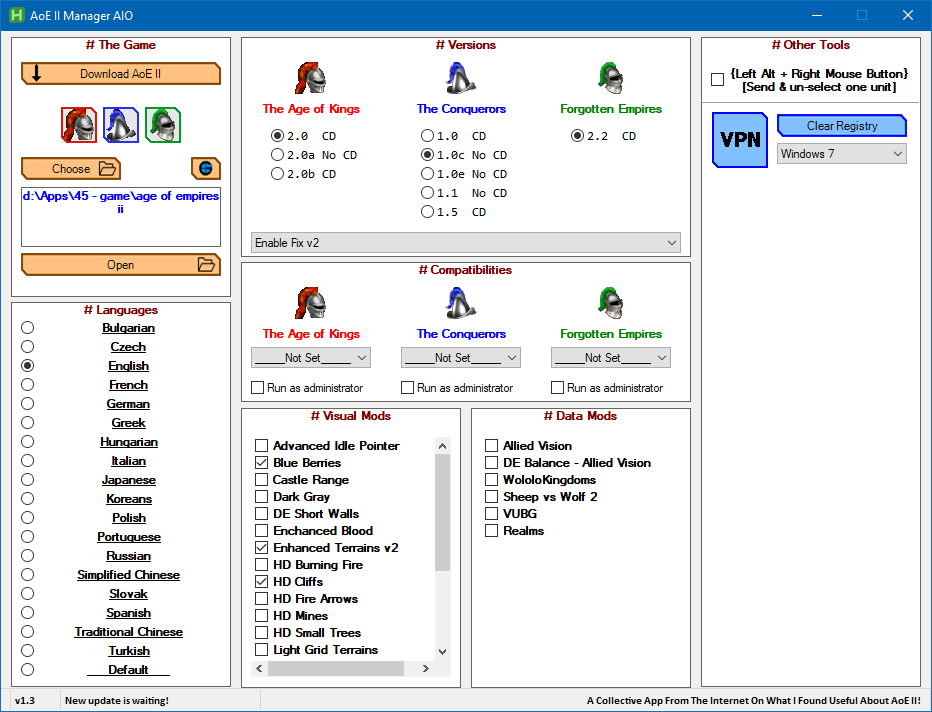 AoE II Manager AIO
# The Game
Download AoE II
Choose
d:\Apps\45 - game\age of empires
ii
Open
# Languages
Bulgarian
Czech
English
French
German
Greek
Hungarian
Italian
Japanese
Koreans
Polish
Portuguese
Russian
Simplified Chinese
Slovak
Spanish
Traditional Chinese
Turkish
Default
# Versions
The Age of Kings
2.0 CD
2.0a No CD
2.0b CD
The Conquerors
1.0 CD
1.0c No CD
1.0e No CD
1.1 No CD
1.5 CD
Forgotten Empires
2.2 CD
Enable Fix v2
# Compatibilities
The Age of Kings
____Not Set____
Run as administrator
The Conquerors
____Not Set____
Run as administrator
Forgotten Empires
____Not Set____
Run as administrator
# Visual Mods
Advanced Idle Pointer
Blue Berries
Castle Range
Dark Gray
DE Short Walls
Enchanced Blood
Enhanced Terrains v2
HD Burning Fire
HD Cliffs
HD Fire Arrows
HD Mines
HD Small Trees
Light Grid Terrains
# Data Mods
Allied Vision
DE Balance - Allied Vision
WololoKingdoms
Sheep vs Wolf 2
VUBG
Realms
# Other Tools
{Left Alt + Right Mouse Button}
[Send & un-select one unit]
VPN
Clear Registry
Windows 7
v1.3
New update is waiting!
A Collective App From The Internet On What I Found Useful About AoE II!